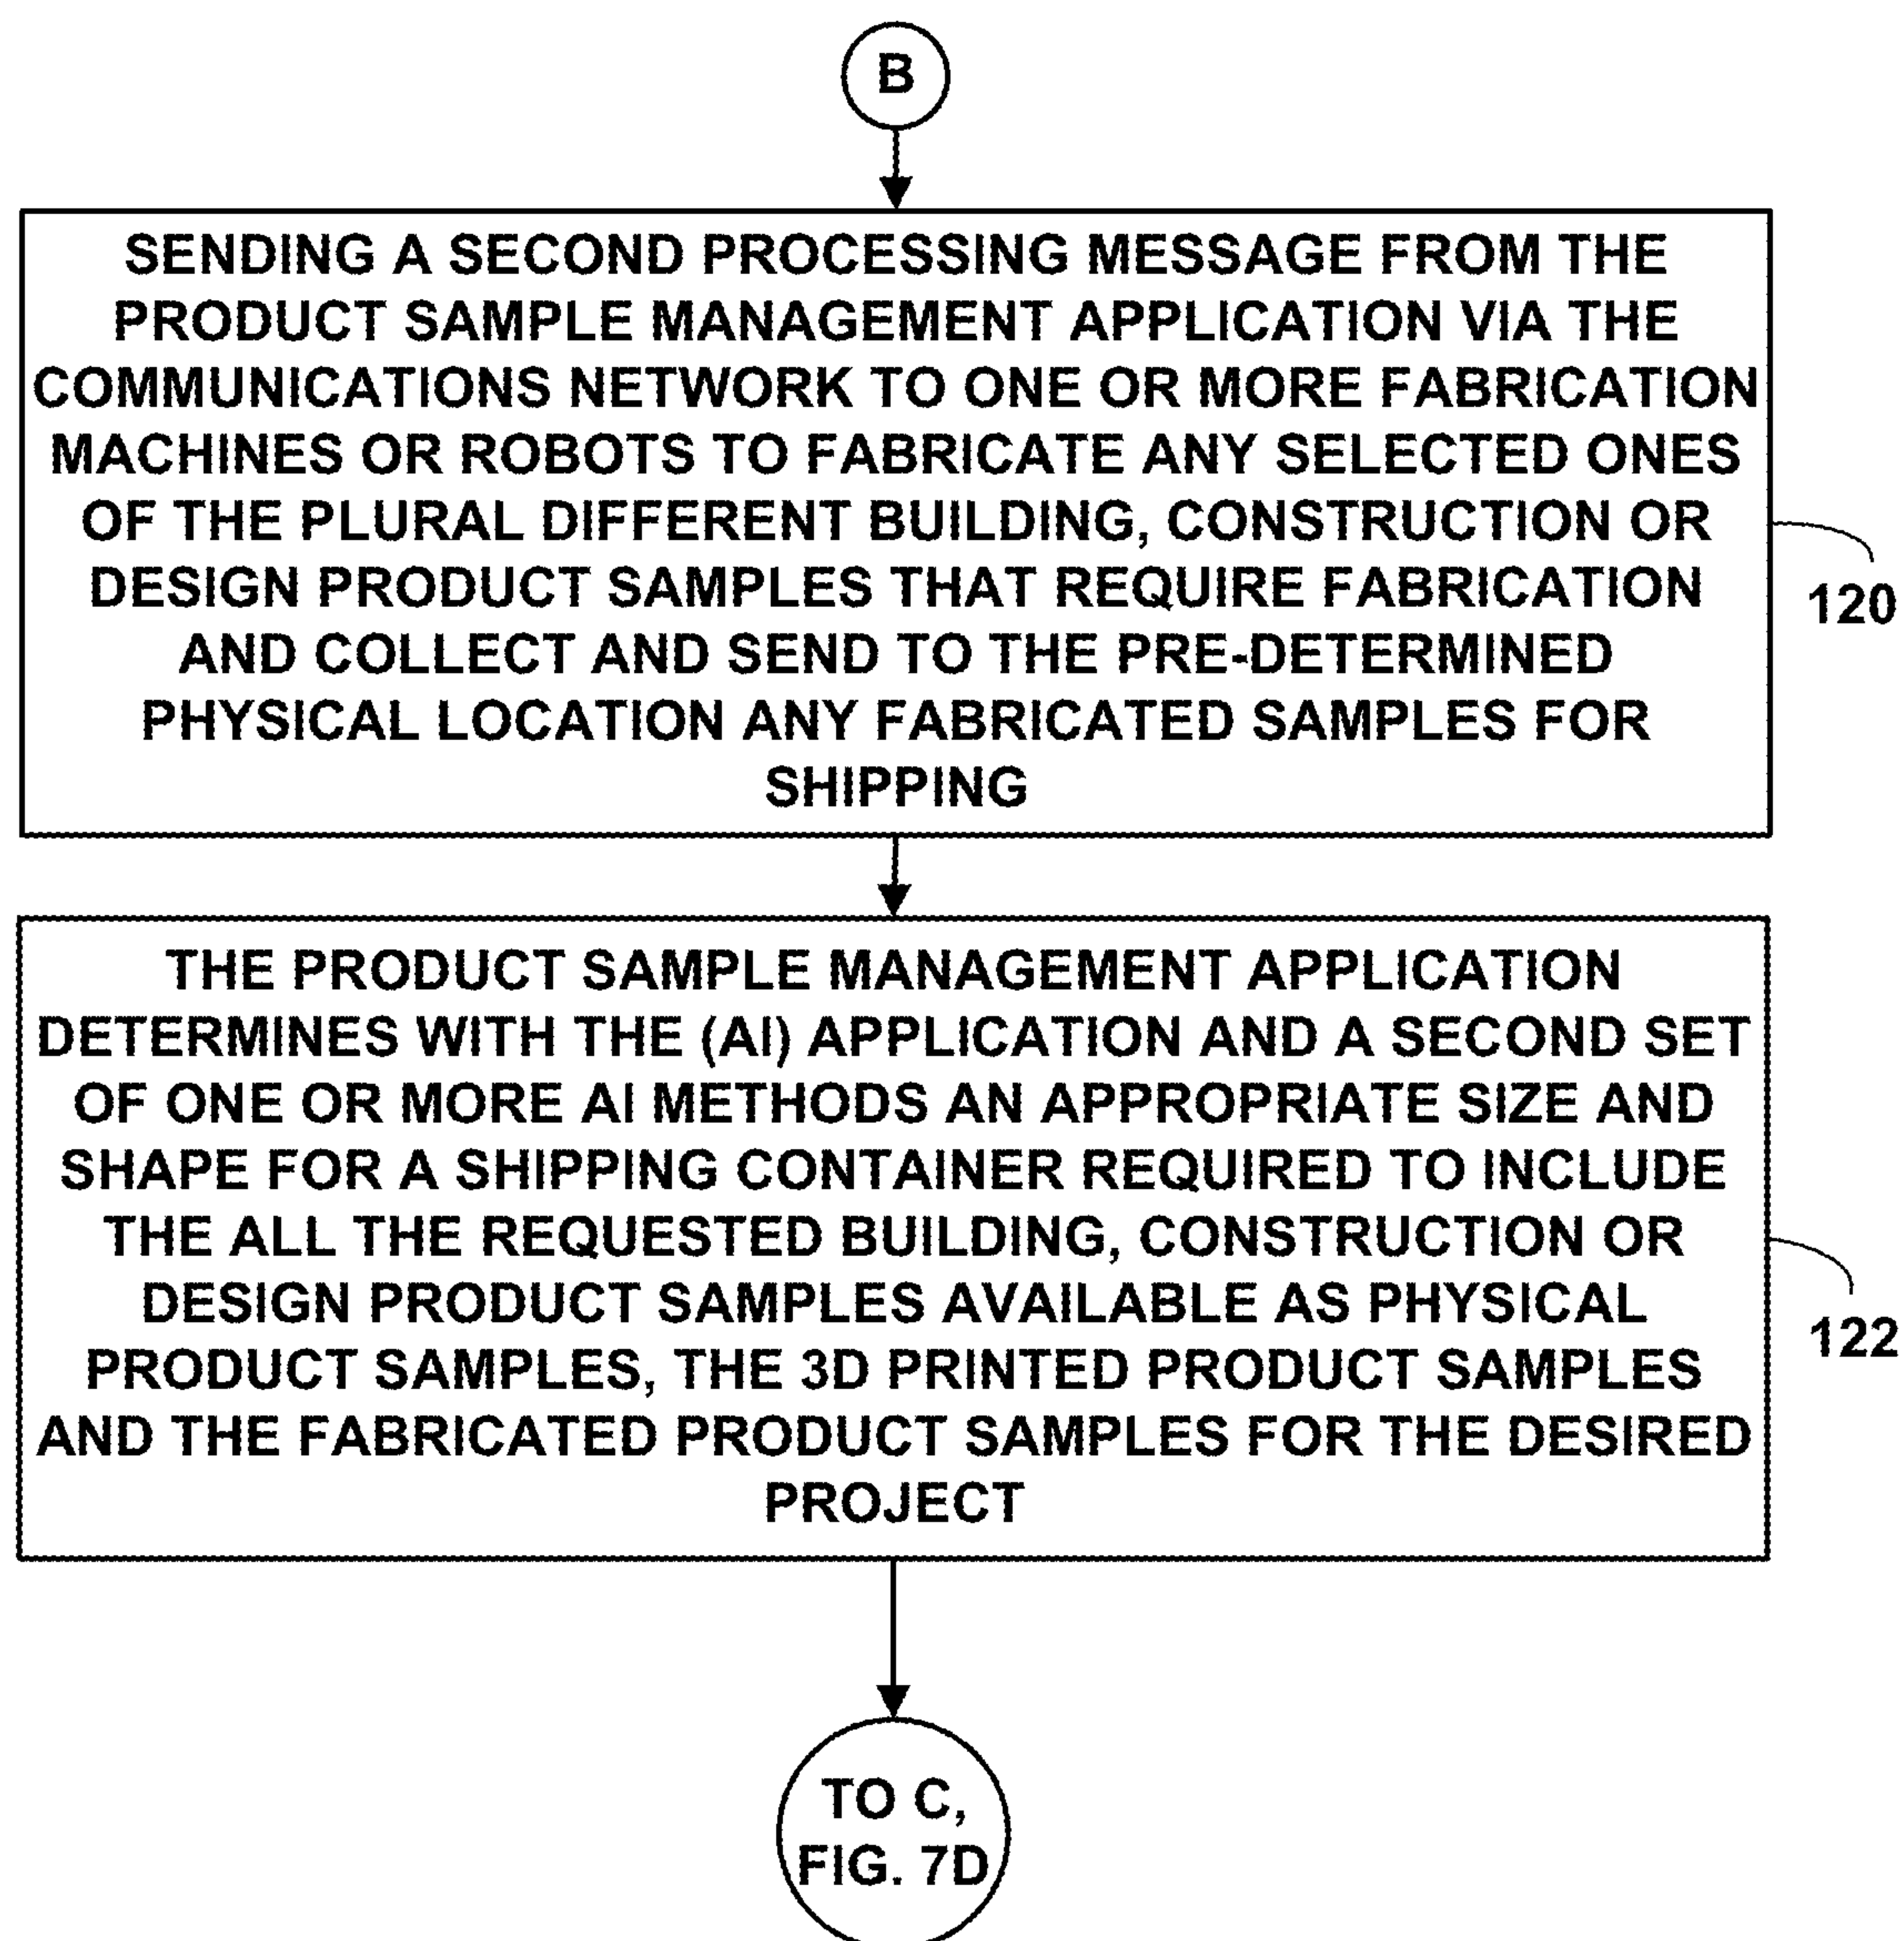 B
SENDING A SECOND PROCESSING MESSAGE FROM THE
PRODUCT SAMPLE MANAGEMENT APPLICATION VIA THE
COMMUNICATIONS NETWORK TO ONE OR MORE FABRICATION
MACHINES OR ROBOTS TO FABRICATE ANY SELECTED ONES
OF THE PLURAL DIFFERENT BUILDING, CONSTRUCTION OR
DESIGN PRODUCT SAMPLES THAT REQUIRE FABRICATION
AND COLLECT AND SEND TO THE PRE-DETERMINED
PHYSICAL LOCATION ANY FABRICATED SAMPLES FOR
SHIPPING
120
THE PRODUCT SAMPLE MANAGEMENT APPLICATION
DETERMINES WITH THE (AI) APPLICATION AND A SECOND SET
OF ONE OR MORE AI METHODS AN APPROPRIATE SIZE AND
SHAPE FOR A SHIPPING CONTAINER REQUIRED TO INCLUDE
THE ALL THE REQUESTED BUILDING, CONSTRUCTION OR
DESIGN PRODUCT SAMPLES AVAILABLE AS PHYSICAL
PRODUCT SAMPLES, THE 3D PRINTED PRODUCT SAMPLES
AND THE FABRICATED PRODUCT SAMPLES FOR THE DESIRED
PROJECT
122
TO C,
FIG. 7D